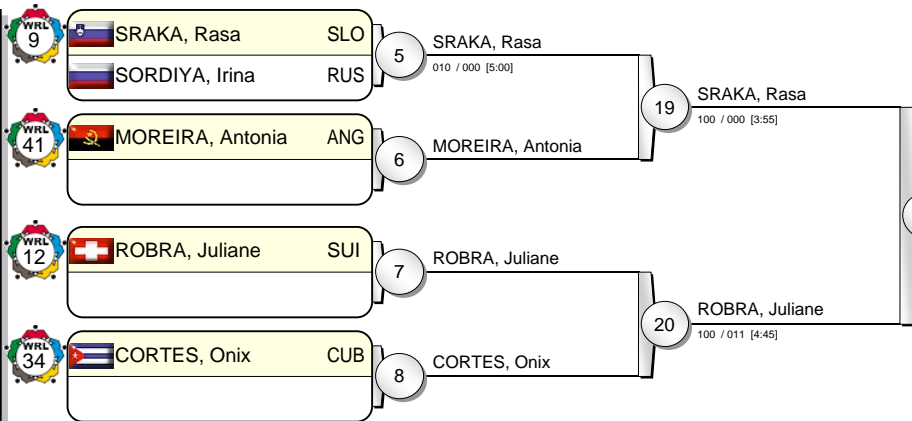 WRL
9
SRAKA, Rasa SLO
SORDIYA, Irina RUS
5
SRAKA, Rasa
010 / 000 [5:00]
WRL
41
MOREIRA, Antonia ANG
6
MOREIRA, Antonia
19
SRAKA, Rasa
100 / 000 [3:55]
WRL
12
ROBRA, Juliane SUI
7
ROBRA, Juliane
WRL
34
CORTES, Onix CUB
8
CORTES, Onix
20
ROBRA, Juliane
100 / 011 [4:45]